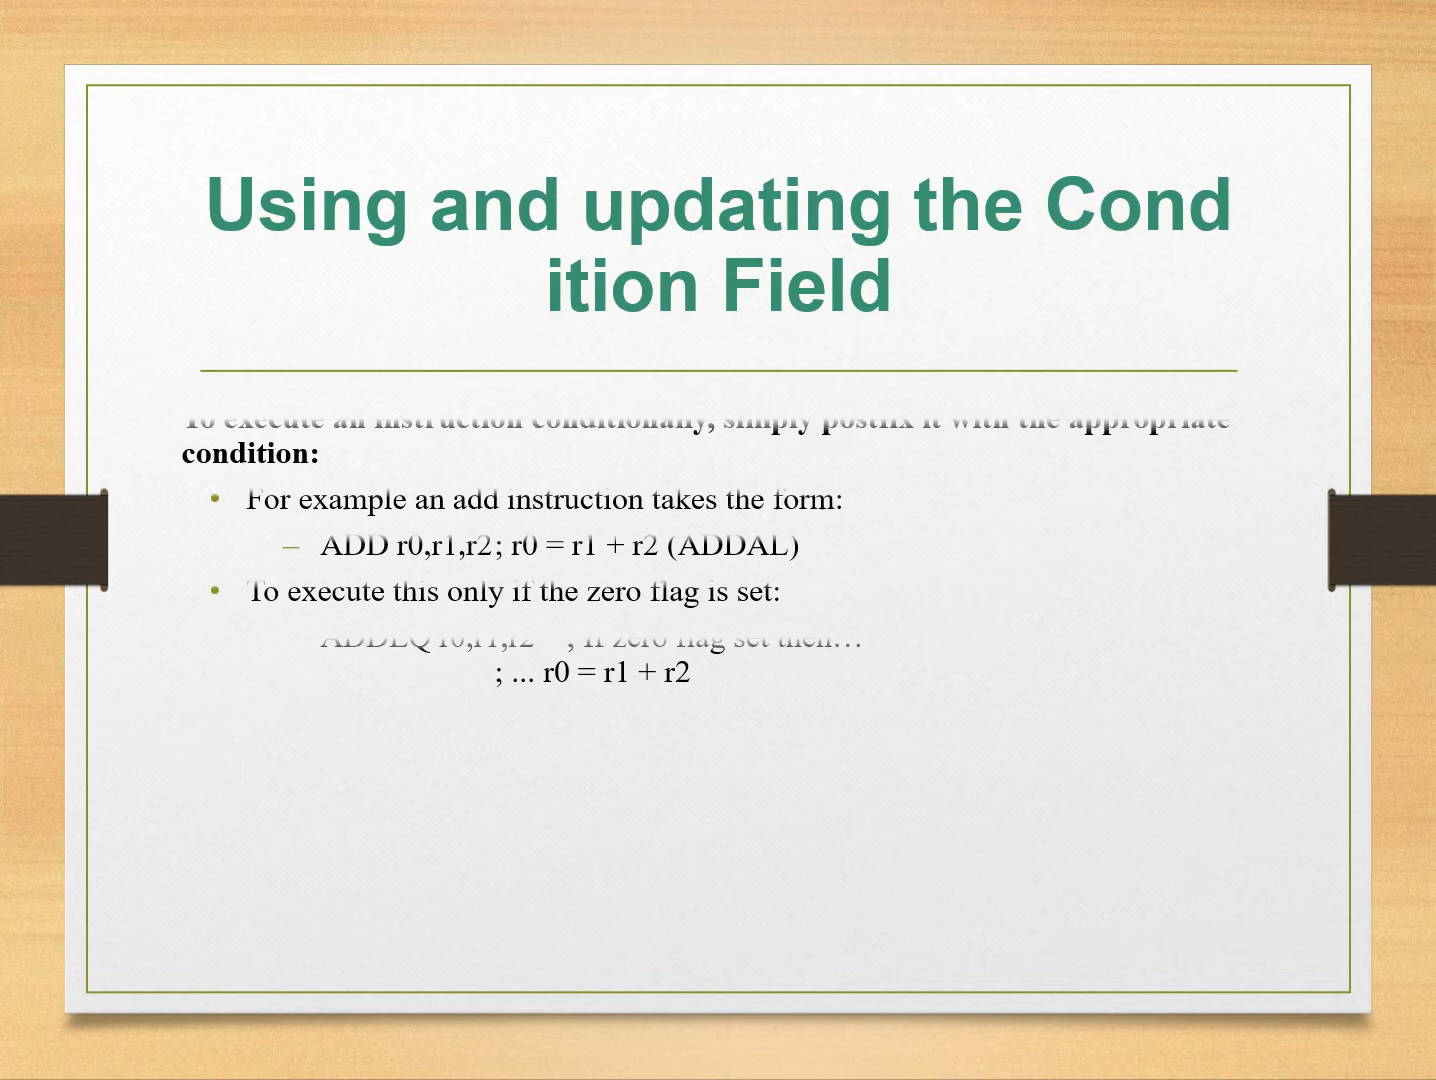 Using and updating the Cond
ition Field
To execute an instruction conditionally, simply postfix it with the appropriate
condition:
• For example an add instruction takes the form:
– ADD r0,r1,r2; r0 = r1 + r2 (ADDAL)
• To execute this only if the zero flag is set:
ADDEQ r0,r1,r2 ; If zero flag set then…
; ... r0 = r1 + r2